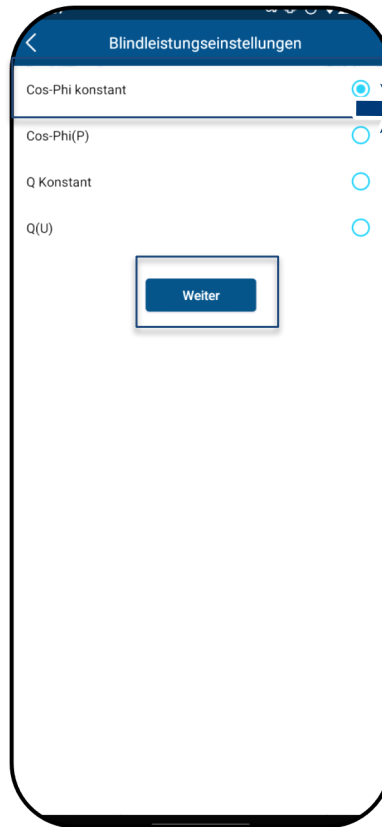 Blindleistungseinstellungen
Cos-Phi konstant
Cos-Phi(P)
Q Konstant
Q(U)
Weiter